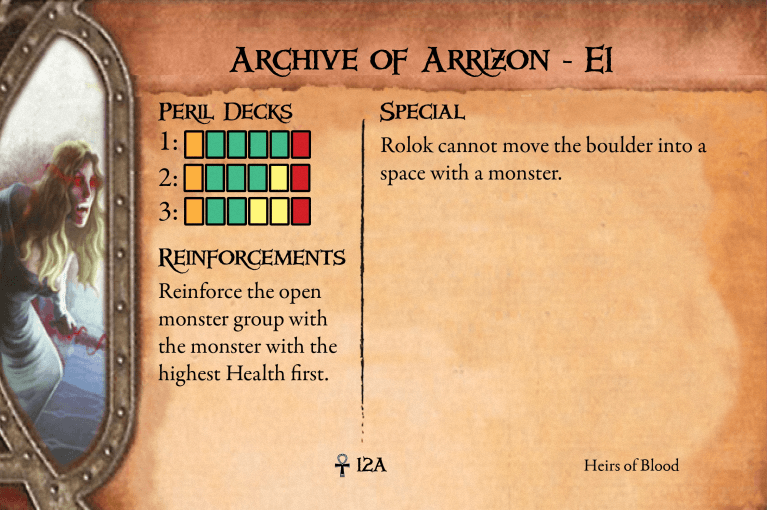 Archive of Arrizon - E1
Peril Decks
1:
2:
3:
Reinforcements
Reinforce the open
monster group with
the monster with the
highest Health first.
Special
Rolok cannot move the boulder into a
space with a monster.
12A
Heirs of Blood